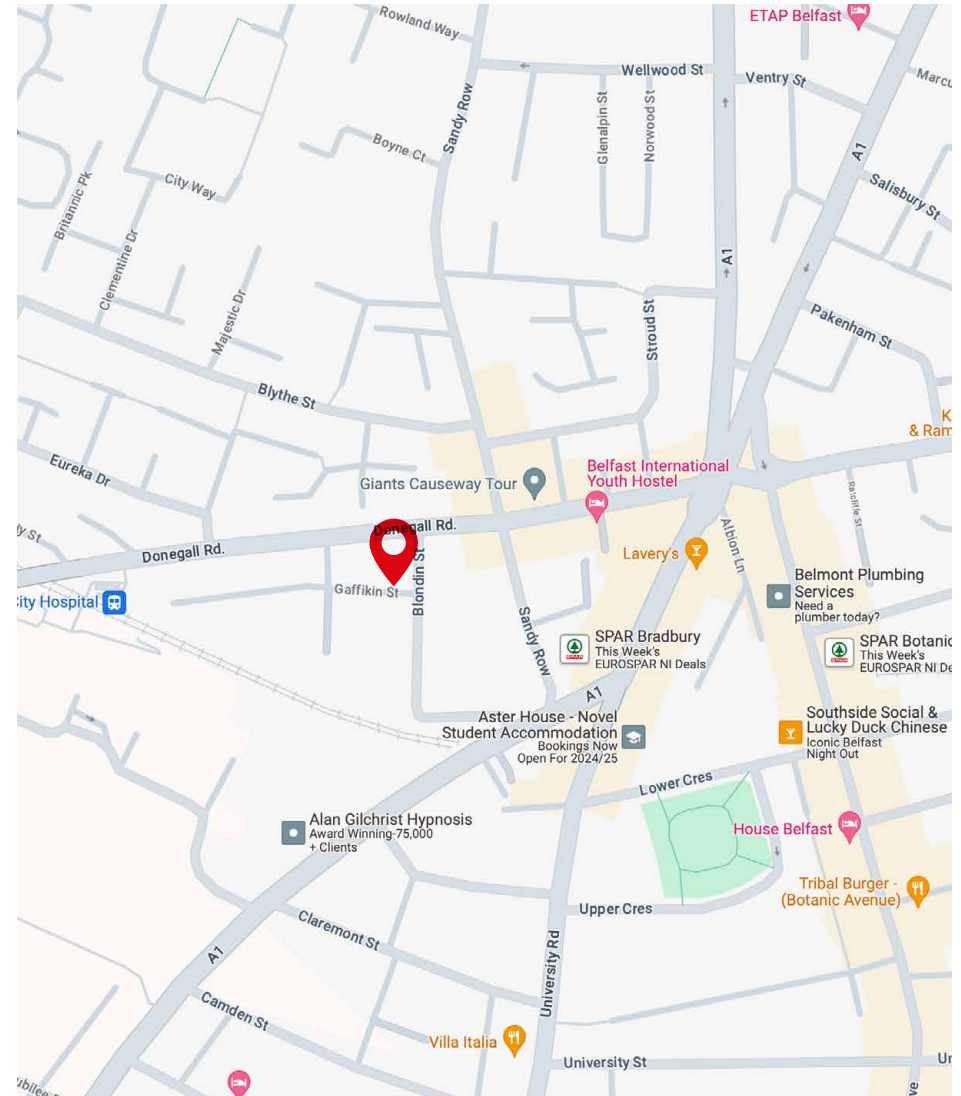 Rowland Way
ETAP Belfast
Wellwood St
Ventry St
Sandy Row
Glenalpin St
Norwood St
A1
Boyne Ct
City Way
Britannic Pk
Salisbury St
Clementine Dr
A1
Majestic Dr
Stroud St
Pakenham St
Blythe St
K
& Ram
Eureka Dr
Belfast International
Youth Hostel
Giants Causeway Tour
Ratcliffe St
Donegall Rd.
Donegall Rd.
Albion Ln
Lavery's
Blondin St
Gaffikin St
City Hospital
Belmont Plumbing
Services
Need a
plumber today?
Sandy Row
SPAR Bradbury
This Week's
EUROSPAR NI Deals
SPAR Botanic
This Week's
EUROSPAR NI De
A1
Aster House - Novel
Student Accommodation
Bookings Now
Open For 2024/25
Southside Social &
Lucky Duck Chinese
Iconic Belfast
Night Out
Lower Cres
Alan Gilchrist Hypnosis
Award Winning-75,000
+ Clients
House Belfast
Tribal Burger -
(Botanic Avenue)
Upper Cres
Claremont St
A1
University Rd
Camden St
Villa Italia
University St